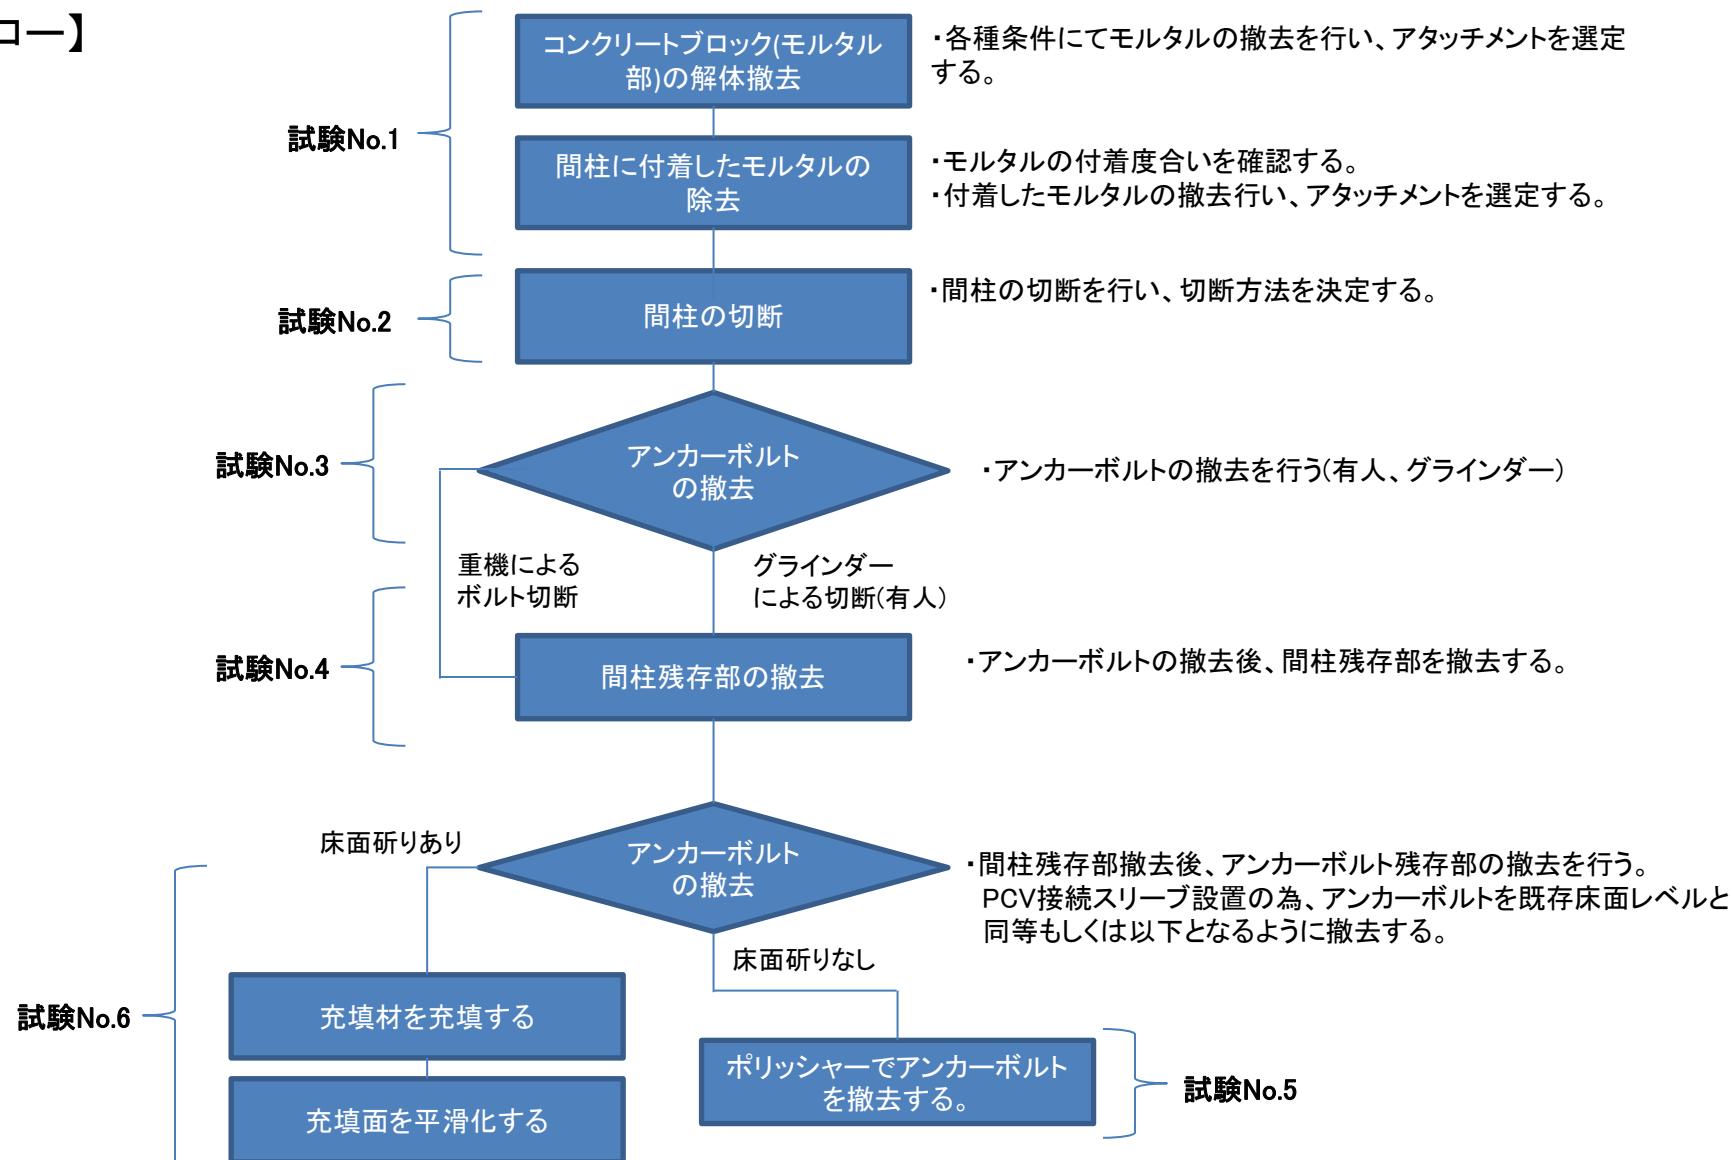 ロー】
コンクリートブロック(モルタル
部)の解体撤去
・各種条件にてモルタルの撤去を行い、アタッチメントを選定
する。
試験No.1
間柱に付着したモルタルの
除去
・モルタルの付着度合いを確認する。
・付着したモルタルの撤去行い、アタッチメントを選定する。
試験No.2
間柱の切断
・間柱の切断を行い、切断方法を決定する。
試験No.3
アンカーボルト
の撤去
・アンカーボルトの撤去を行う(有人、グラインダー)
重機による
ボルト切断
グラインダー
による切断(有人)
試験No.4
間柱残存部の撤去
・アンカーボルトの撤去後、間柱残存部を撤去する。
床面斫りあり
アンカーボルト
の撤去
・間柱残存部撤去後、アンカーボルト残存部の撤去を行う。
PCV接続スリーブ設置の為、アンカーボルトを既存床面レベルと
同等もしくは以下となるように撤去する。
床面斫りなし
試験No.6
充填材を充填する
ポリッシャーでアンカーボルト
を撤去する。
試験No.5
充填面を平滑化する